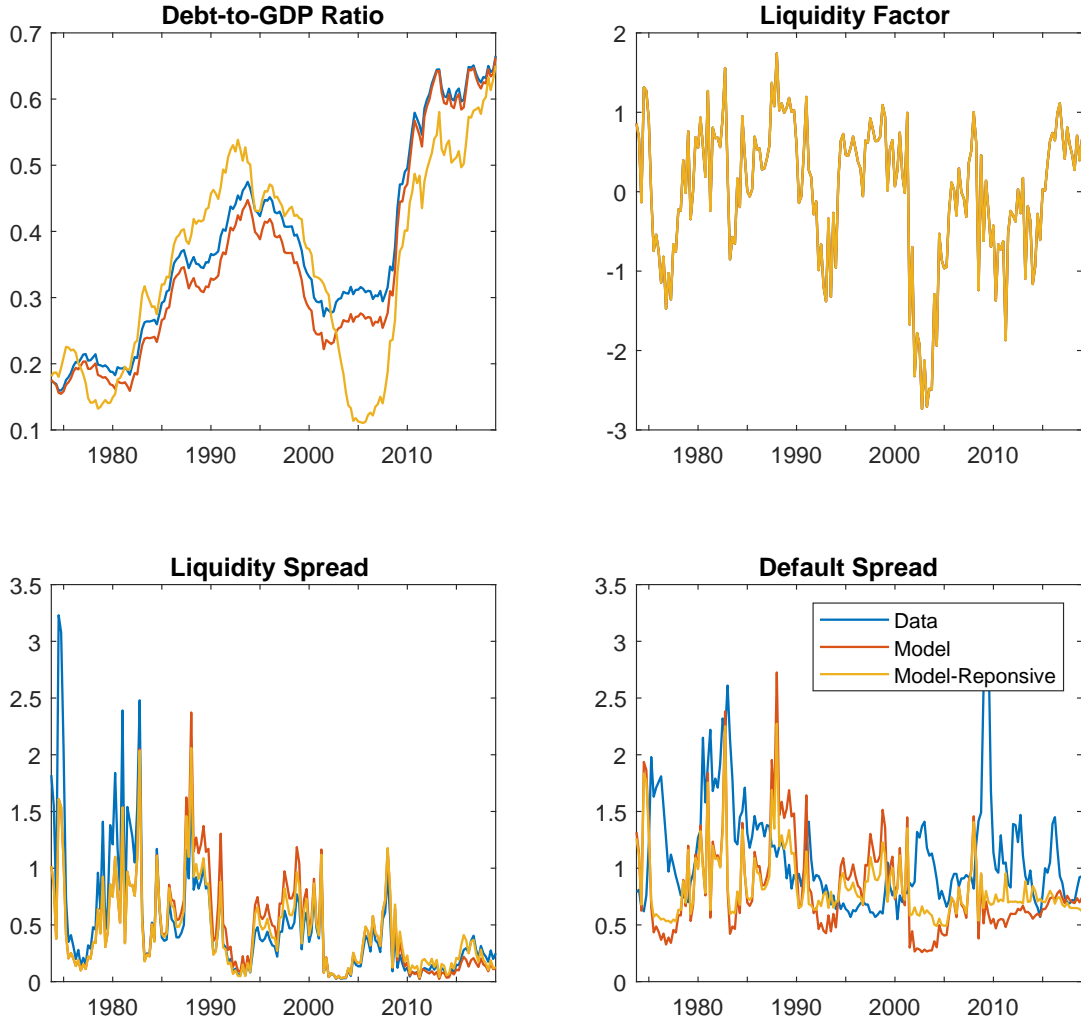 Debt-to-GDP Ratio
0.7
0.6
0.5
0.4
0.3
0.2
0.1
1980 1990 2000 2010
Liquidity Factor
2
1
0
-1
-2
-3
1980 1990 2000 2010
Liquidity Spread
3.5
3
2.5
2
1.5
1
0.5
0
1980 1990 2000 2010
Default Spread
3.5
3
2.5
2
1.5
1
0.5
0
1980 1990 2000 2010
Data
Model
Model-Reponsive